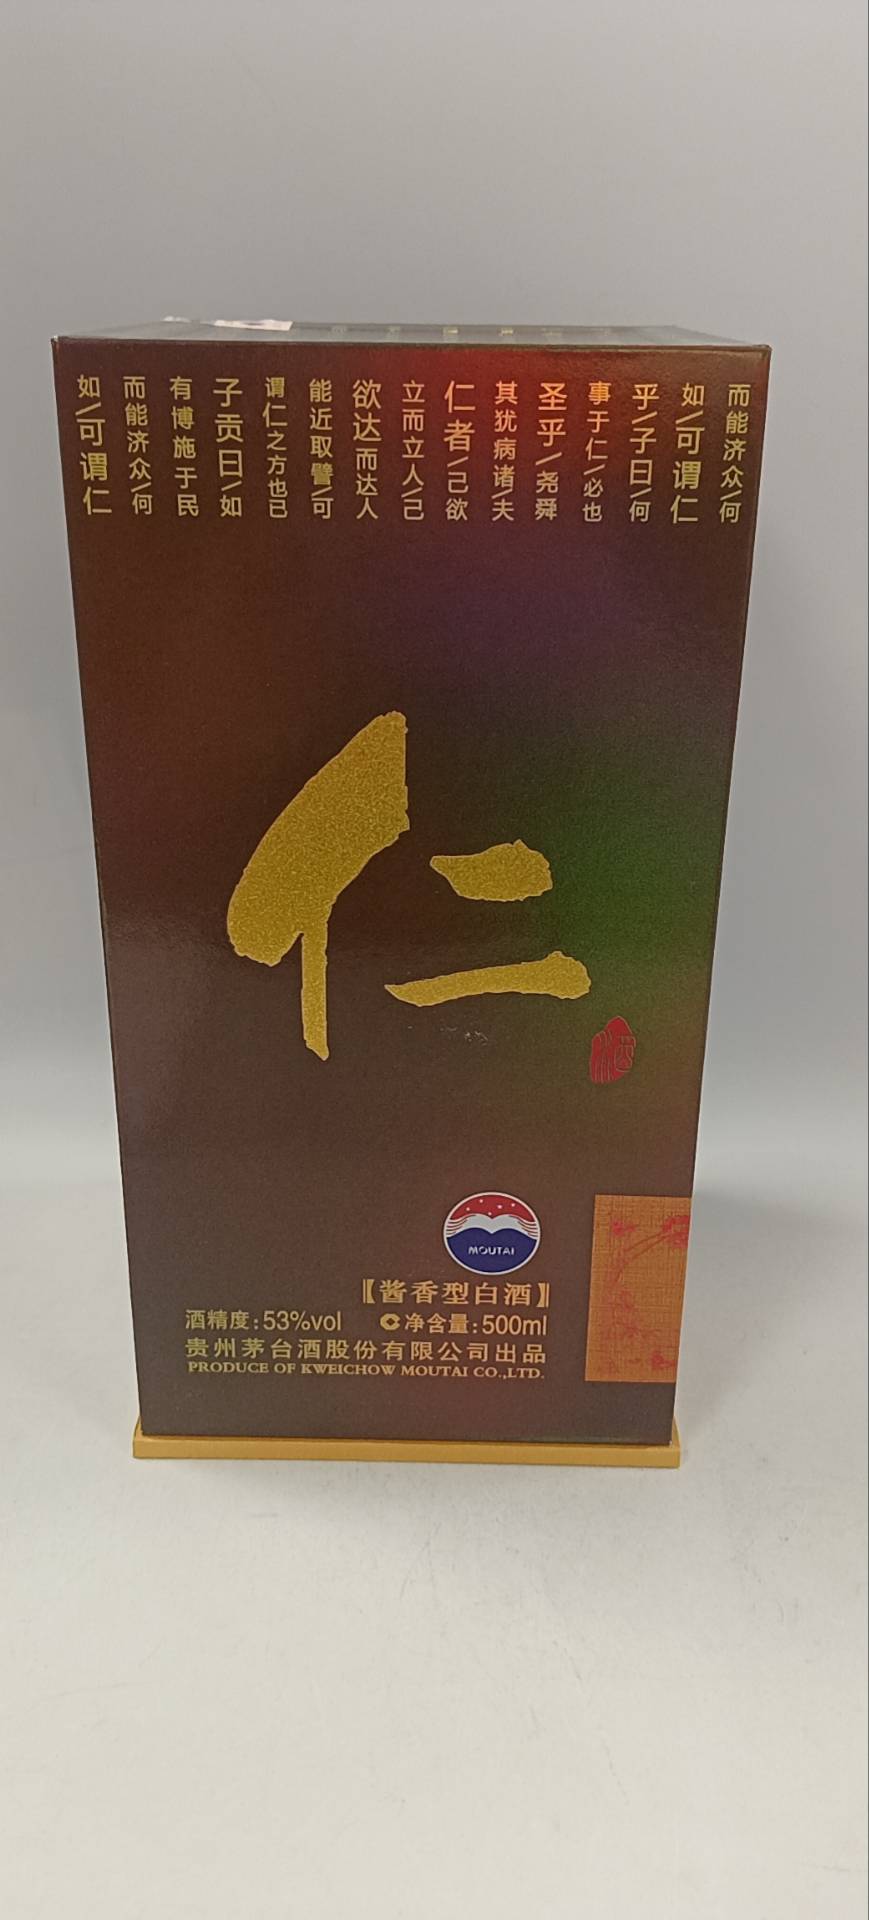 而能济众/何
如/可谓仁
乎/子曰/何
事于仁/必也
圣乎/尧舜
其犹病诸/夫
仁者/己欲
立而立人/己
欲达而达人
能近取譬/可
谓仁之方也已
子贡曰/如
有博施于民
而能济众/何
如/可谓仁
仁
酒
MOUTAI
【酱香型白酒】
酒精度:53%vol 净含量:500ml
贵州茅台酒股份有限公司出品
PRODUCE OF KWEICHOW MOUTAI CO.,LTD.